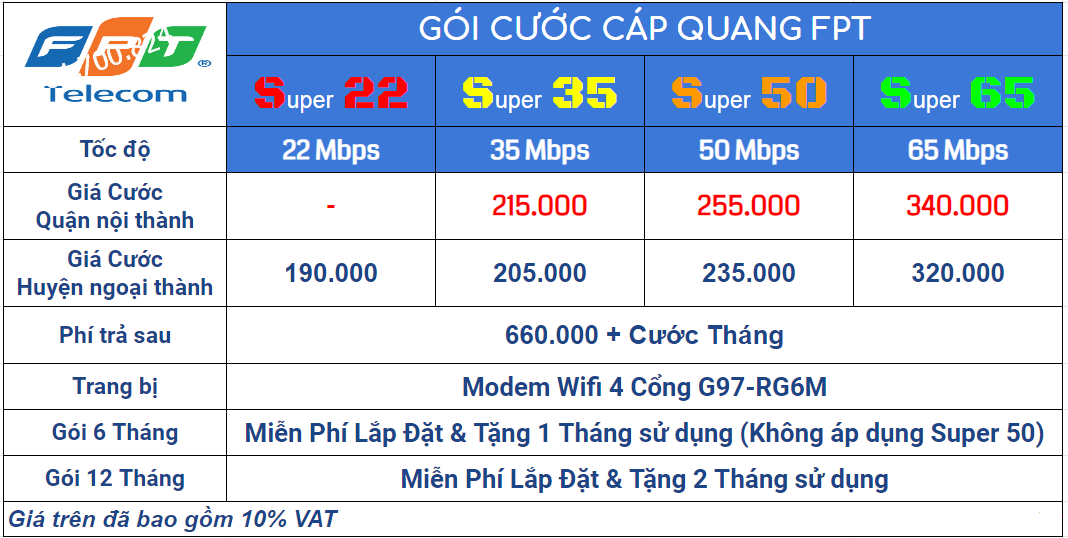 GÓI CƯỚC CÁP QUANG FPT
FPT
Telecom
Super 22
Super 35
Super 50
Super 65
Tốc độ
22 Mbps
35 Mbps
50 Mbps
65 Mbps
Giá Cước
Quận nội thành
-
215.000
255.000
340.000
Giá Cước
Huyện ngoại thành
190.000
205.000
235.000
320.000
Phí trả sau
660.000 + Cước Tháng
Trang bị
Modem Wifi 4 Cổng G97-RG6M
Gói 6 Tháng
Miễn Phí Lắp Đặt & Tặng 1 Tháng sử dụng (Không áp dụng Super 50)
Gói 12 Tháng
Miễn Phí Lắp Đặt & Tặng 2 Tháng sử dụng
Giá trên đã bao gồm 10% VAT